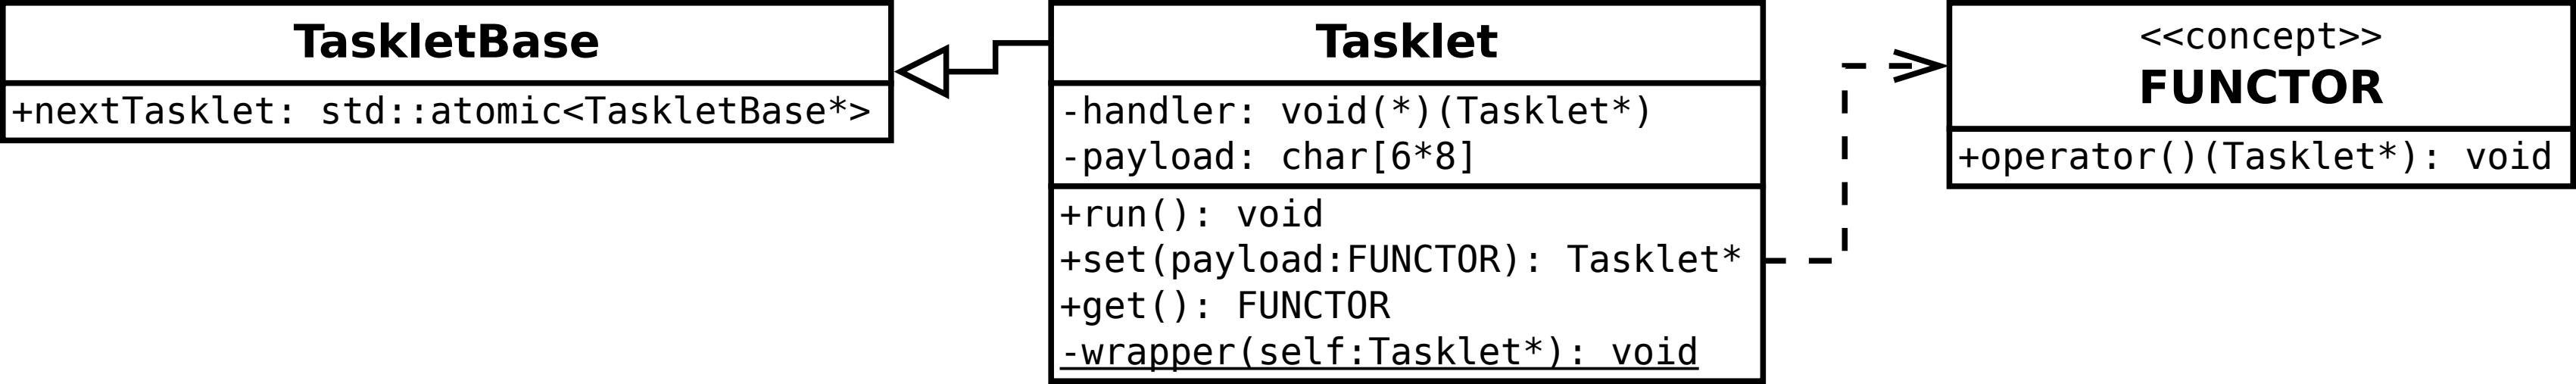 TaskletBase
+nextTasklet: std::atomic<TaskletBase*>
Tasklet
-handler: void(*)(Tasklet*)
-payload: char[6*8]
+run(): void
+set(payload:FUNCTOR): Tasklet*
+get(): FUNCTOR
-wrapper(self:Tasklet*): void
<<concept>>
FUNCTOR
+operator()(Tasklet*): void